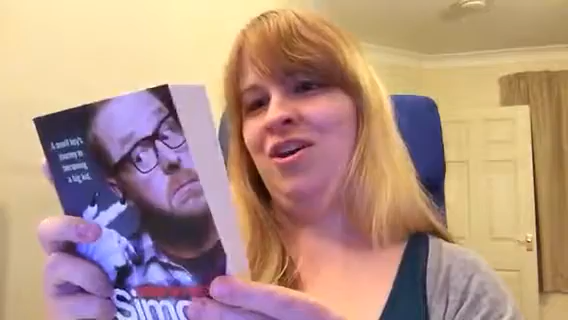 A small boy's
journey to
becoming
a big kid
Simo